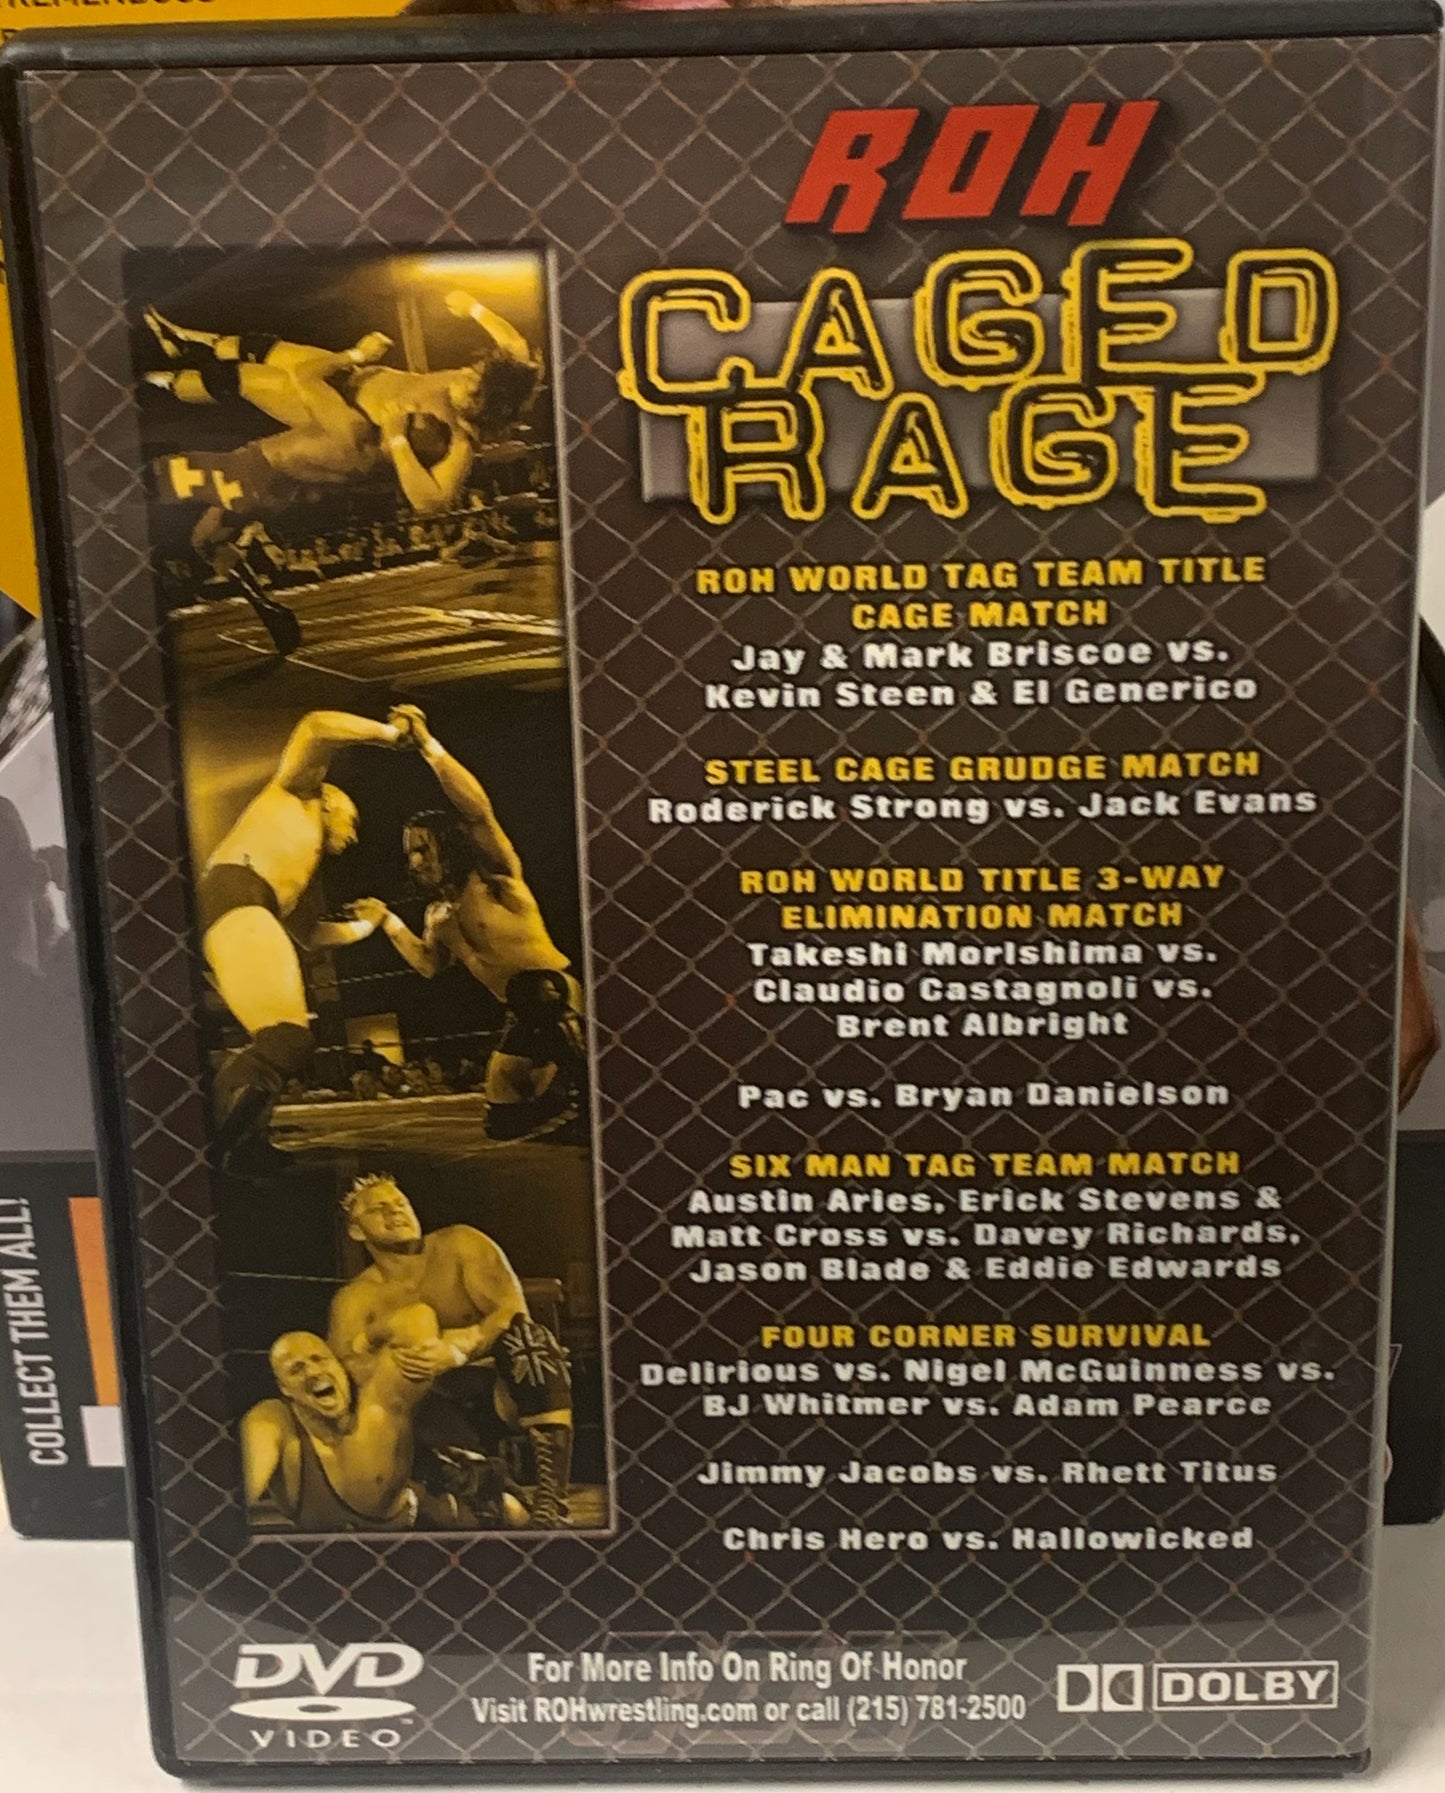 TREMENDOUS
ROH
CAGED
RAGE
ROH WORLD TAG TEAM TITLE
CAGE MATCH
Jay & Mark Briscoe vs.
Kevin Steen & El Generico
STEEL CAGE GRUDGE MATCH
Roderick Strong vs. Jack Evans
ROH WORLD TITLE 3-WAY
ELIMINATION MATCH
Takeshi MorIshima vs.
Claudio Castagnoli vs.
Brent Albright
Pac vs. Bryan Danielson
SIX MAN TAG TEAM MATCH
Austin Aries, Erick Stevens &
Matt Cross vs. Davey Richards,
Jason Blade & Eddie Edwards
FOUR CORNER SURVIVAL
Delirious vs. Nigel McGuinness vs.
BJ Whitmer vs. Adam Pearce
Jimmy Jacobs vs. Rhett Titus
Chris Hero vs. Hallowicked
COLLECT THEM ALL!
DVD
VIDEO™
For More Info On Ring Of Honor
Visit ROHwrestling.com or call (215) 781-2500
DOLBY